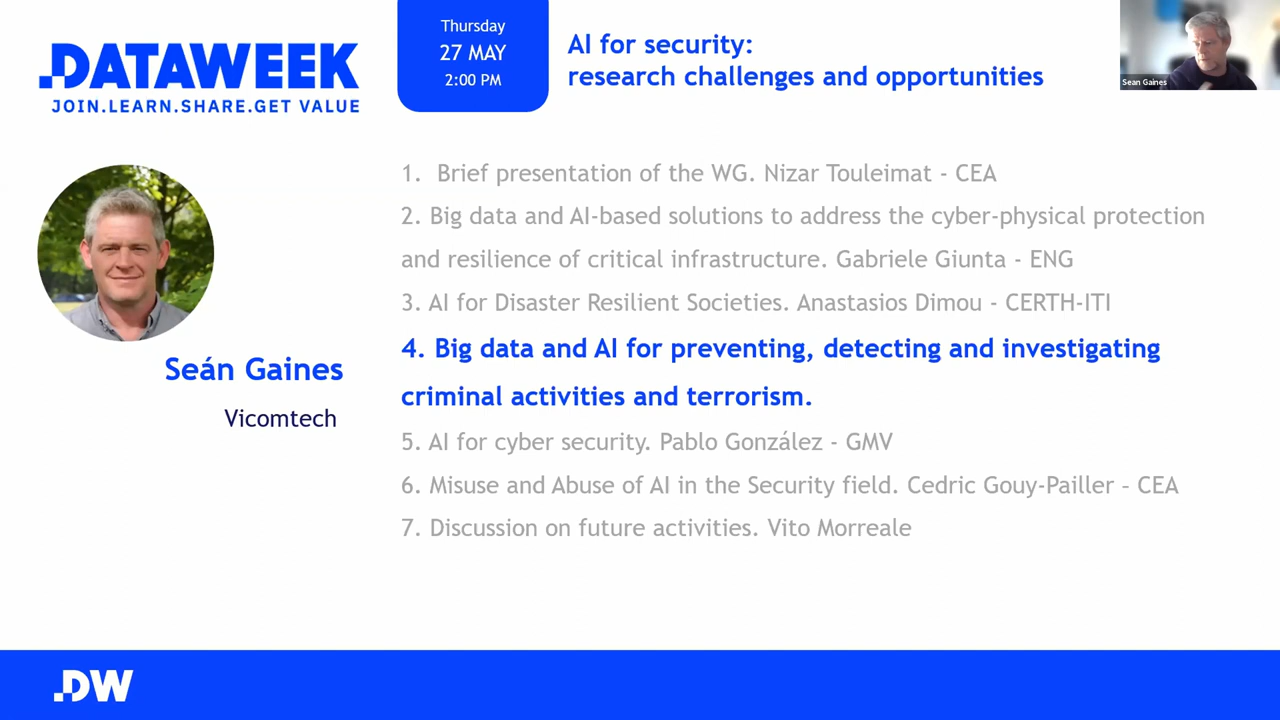 DATAWEEK
JOIN.LEARN.SHARE.GET VALUE
Thursday
27 MAY
2:00 PM
AI for security:
research challenges and opportunities
Sean Gaines
Seán Gaines
Vicomtech
1. Brief presentation of the WG. Nizar Touleimat - CEA
2. Big data and AI-based solutions to address the cyber-physical protection
and resilience of critical infrastructure. Gabriele Giunta - ENG
3. AI for Disaster Resilient Societies. Anastasios Dimou - CERTH-ITI
4. Big data and AI for preventing, detecting and investigating
criminal activities and terrorism.
5. AI for cyber security. Pablo González - GMV
6. Misuse and Abuse of AI in the Security field. Cedric Gouy-Pailler – CEA
7. Discussion on future activities. Vito Morreale
.DW